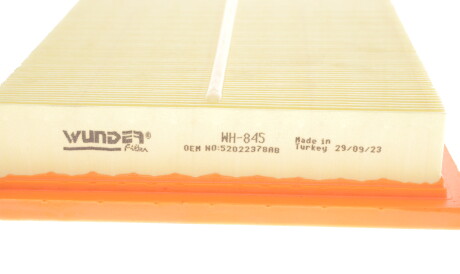 WUNDER®
Filter
WH-845
OEM NO:52022378AB
Made in
Turkey 29/09/23